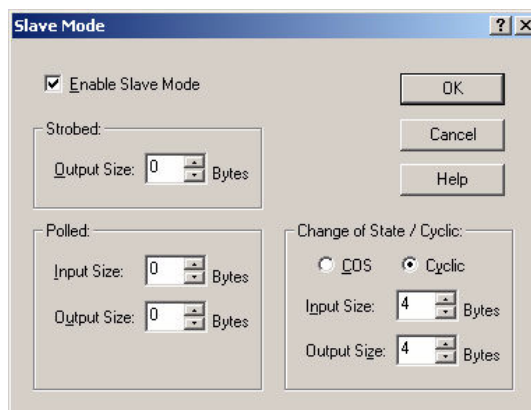 Slave Mode
Enable Slave Mode
OK
Strobed:
Output Size: 0 Bytes
Cancel
Help
Polled:
Input Size: 0 Bytes
Output Size: 0 Bytes
Change of State / Cyclic:
COS Cyclic
Input Size: 4 Bytes
Output Size: 4 Bytes